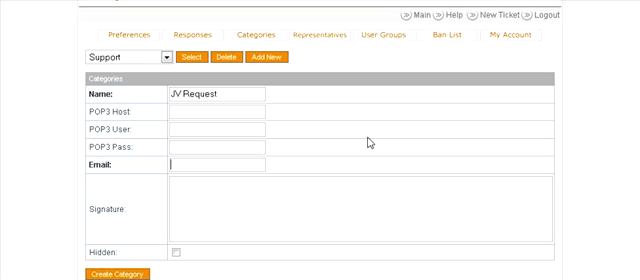 Main Help New Ticket Logout
Preferences Responses Categories Representatives User Groups Ban List My Account
Support Select Delete Add New
Categories
Name: JV Request
POP3 Host:
POP3 User:
POP3 Pass:
Email:
Signature:
Hidden:
Create Category